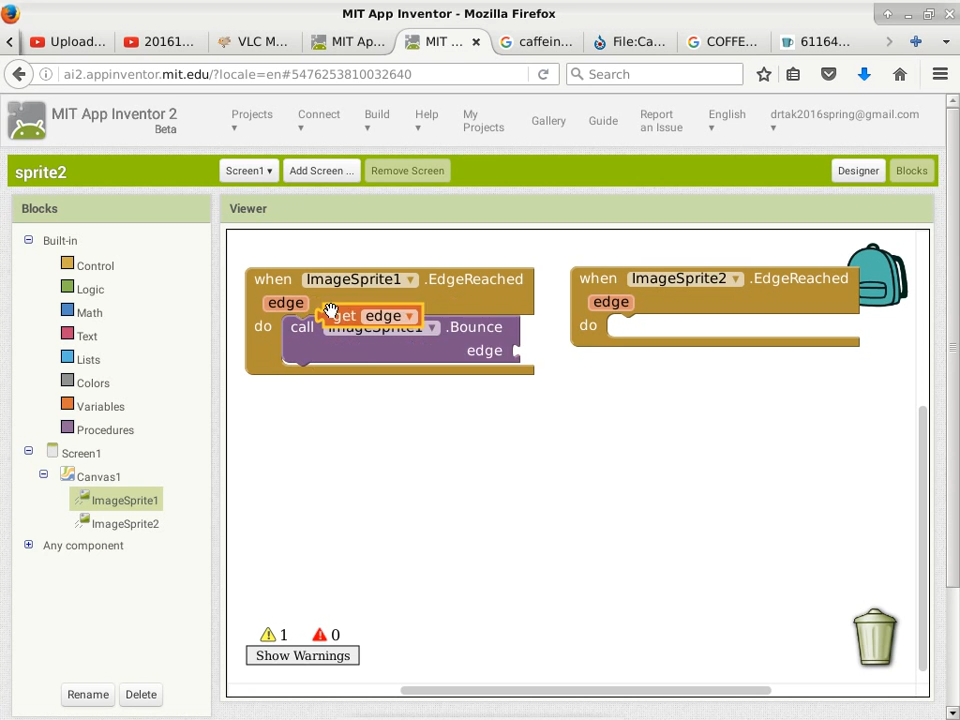 MIT App Inventor - Mozilla Firefox
Upload...
20161...
VLC M...
MIT Ap...
MIT ...
caffein...
File:Ca...
COFFE...
61164...
ai2.appinventor.mit.edu/?locale=en#5476253810032640
Search
MIT App Inventor 2
Beta
Projects
Connect
Build
Help
My Projects
Gallery
Guide
Report an Issue
English
drtak2016spring@gmail.com
sprite2
Screen1
Add Screen ...
Remove Screen
Designer
Blocks
Blocks
Viewer
Built-in
Control
Logic
Math
Text
Lists
Colors
Variables
Procedures
Screen1
Canvas1
ImageSprite1
ImageSprite2
Any component
Rename
Delete
when ImageSprite1 .EdgeReached
edge
get edge
do call ImageSprite1 .Bounce
edge
when ImageSprite2 .EdgeReached
edge
do
1 0
Show Warnings